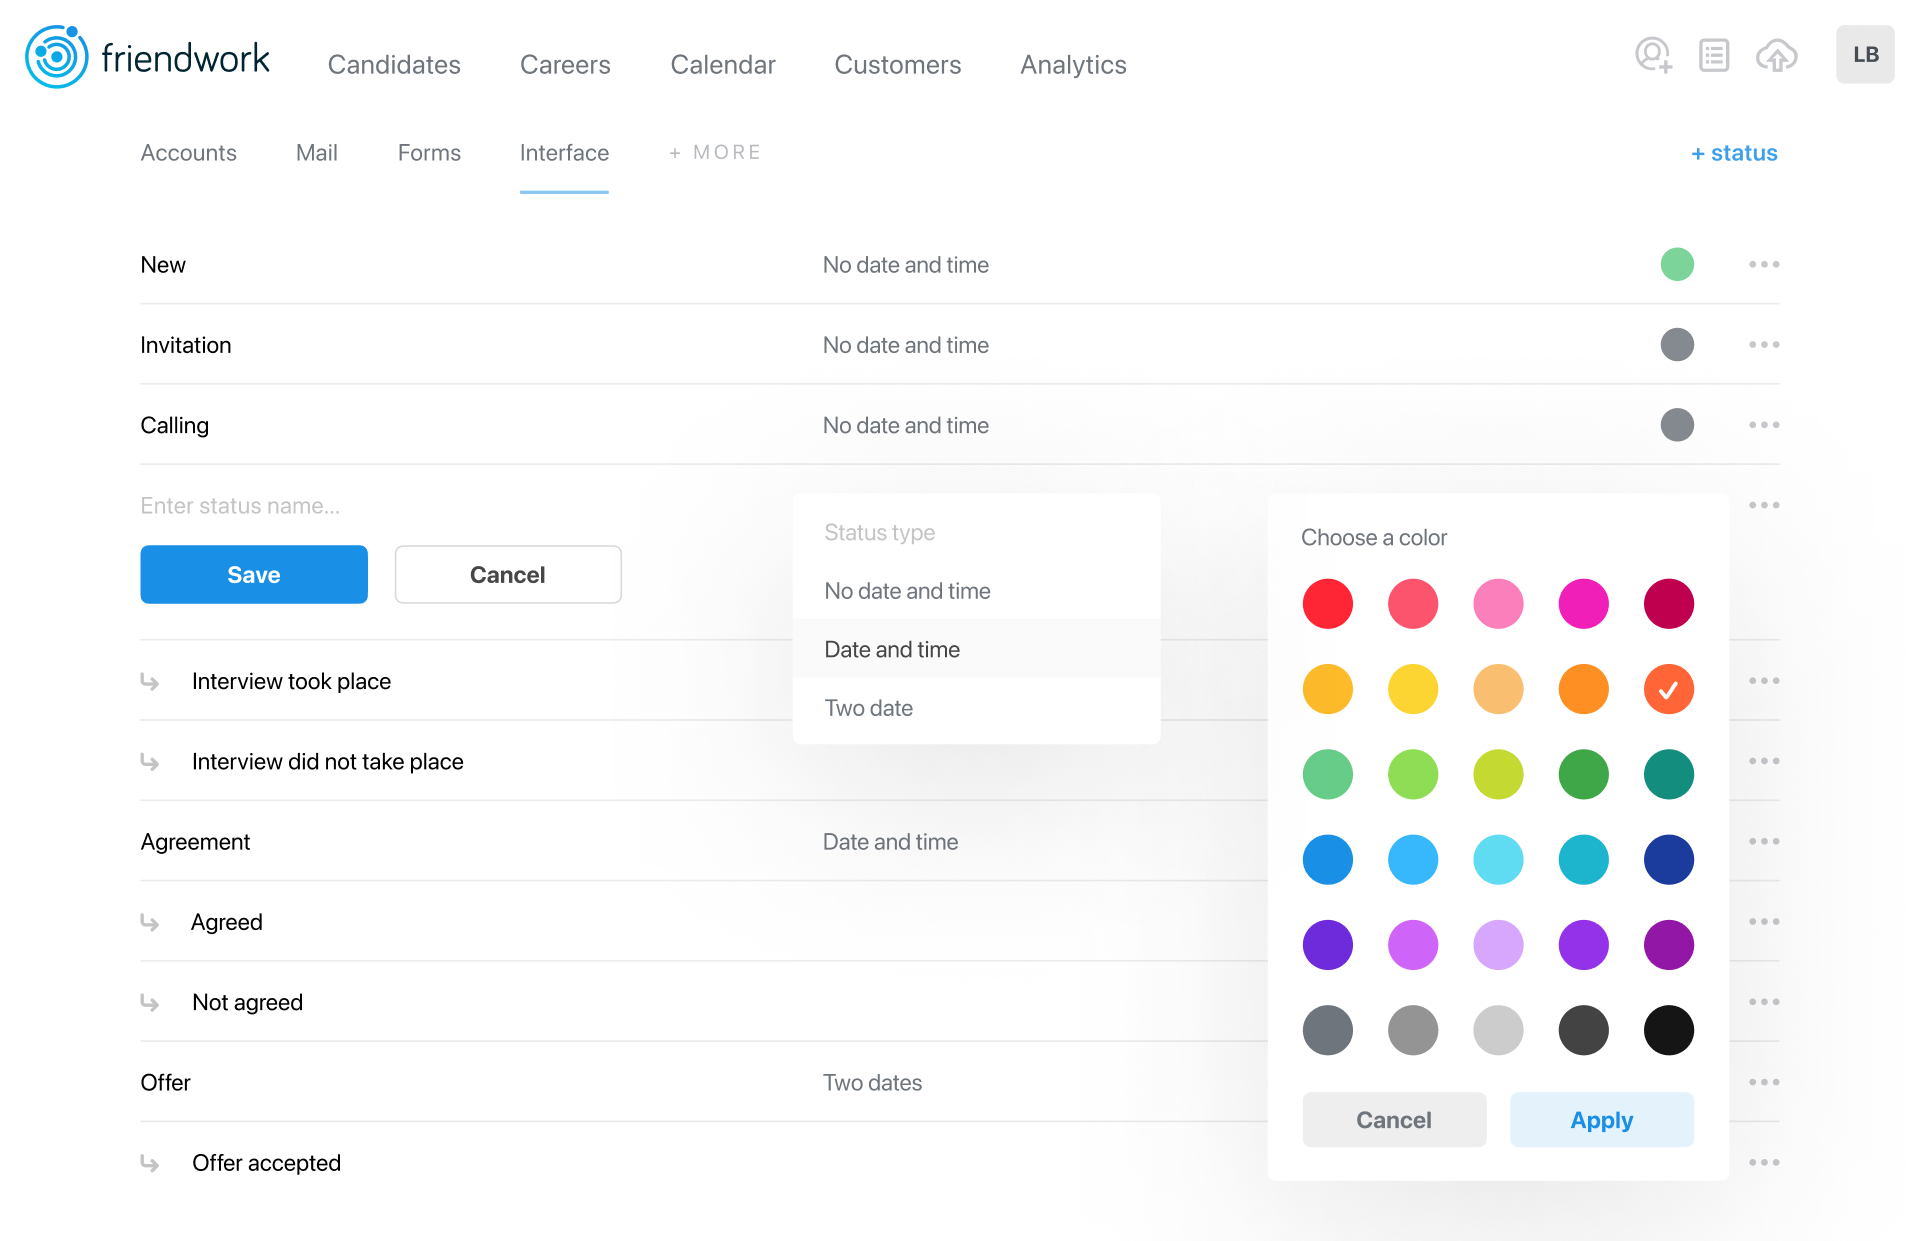 friendwork
Candidates Careers Calendar Customers Analytics
LB
Accounts Mail Forms Interface + MORE
+ status
New No date and time
Invitation No date and time
Calling No date and time
Enter status name...
Save Cancel
Status type
No date and time
Date and time
Two date
Choose a color
Cancel Apply
Interview took place
Interview did not take place
Agreement Date and time
Agreed
Not agreed
Offer Two dates
Offer accepted